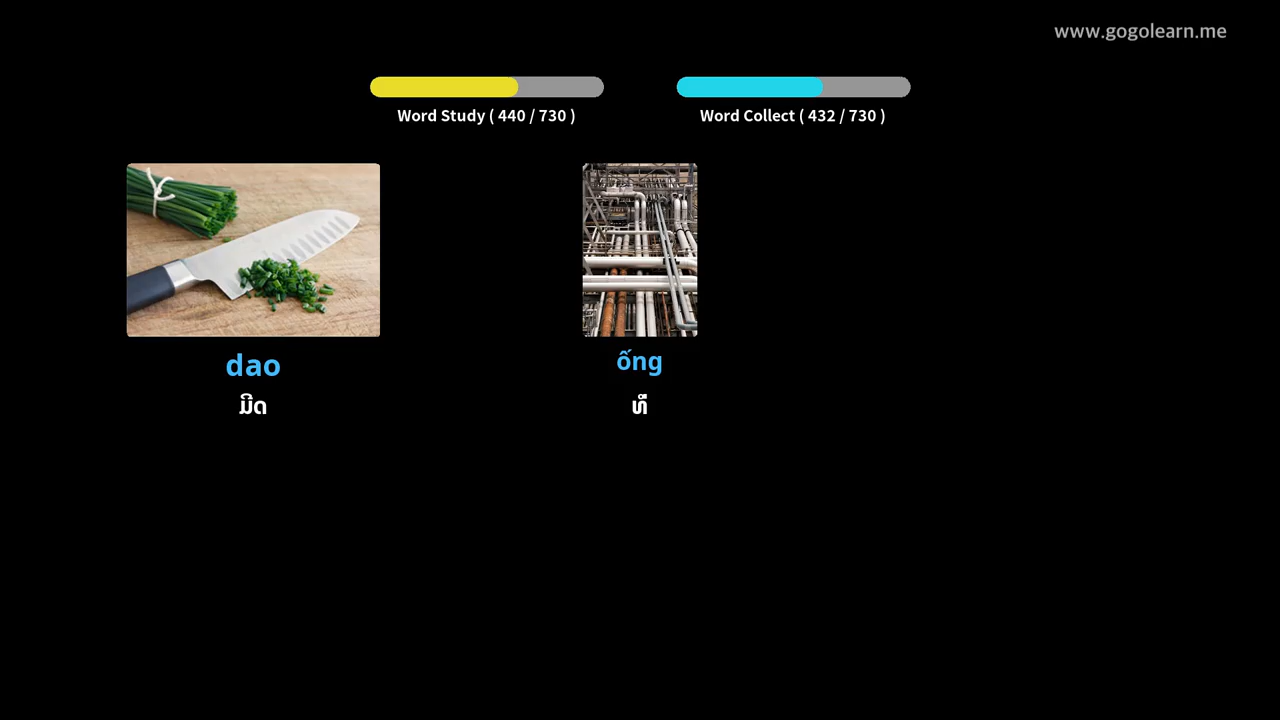 www.gogolearn.me
Word Study ( 440 / 730 )
Word Collect ( 432 / 730 )
dao
ມີດ
ống
ທໍ່